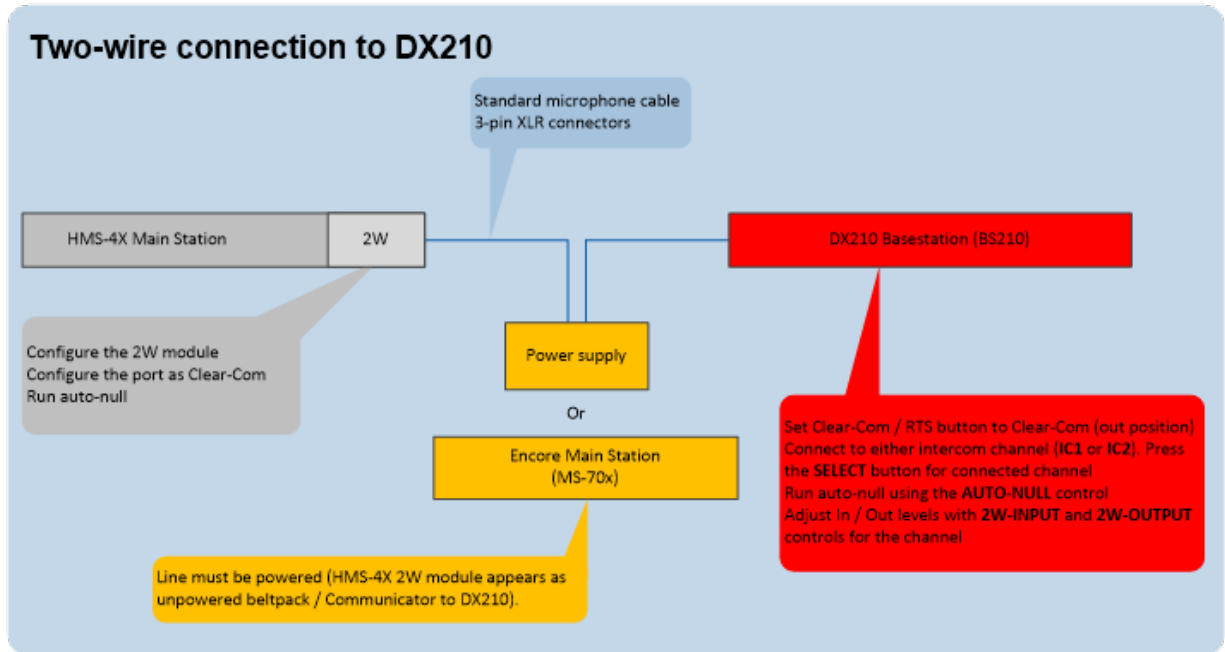 Two-wire connection to DX210
Standard microphone cable
3-pin XLR connectors
HMS-4X Main Station
2W
DX210 Basestation (BS210)
Configure the 2W module
Configure the port as Clear-Com
Run auto-null
Power supply
Or
Encore Main Station
(MS-70x)
Set Clear-Com / RTS button to Clear-Com (out position)
Connect to either intercom channel (IC1 or IC2). Press
the SELECT button for connected channel
Run auto-null using the AUTO-NULL control
Adjust In / Out levels with 2W-INPUT and 2W-OUTPUT
controls for the channel
Line must be powered (HMS-4X 2W module appears as
unpowered beltpack / Communicator to DX210).